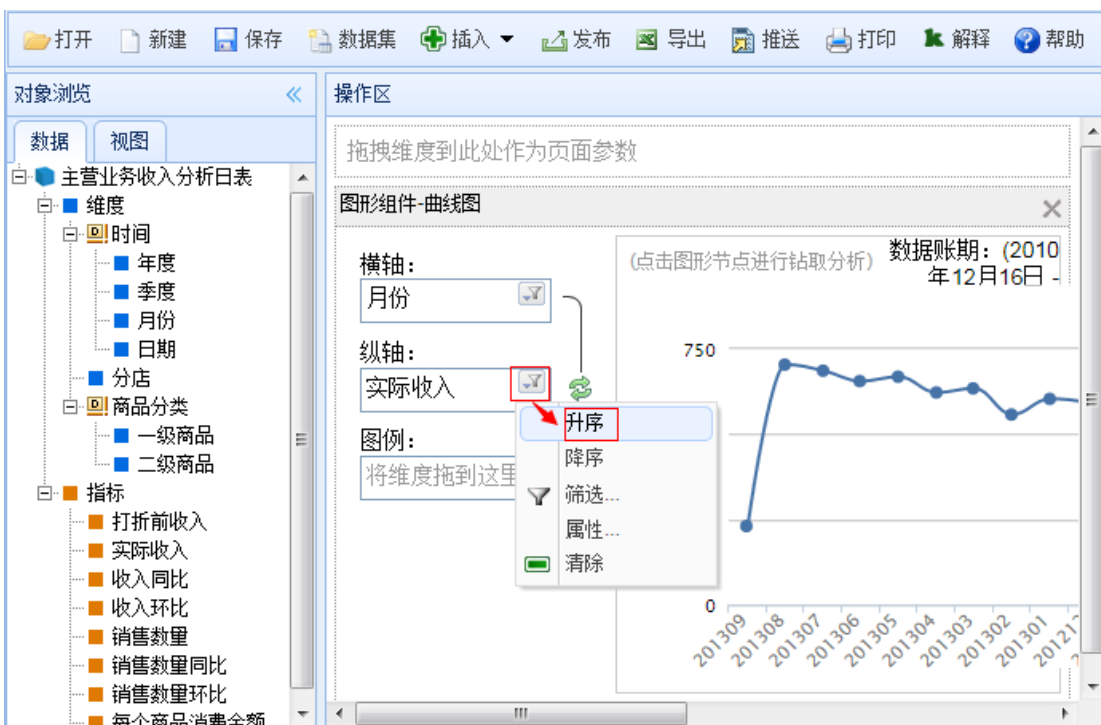 打开 新建 保存 数据集 插入 发布 导出 推送 打印 解释 帮助
对象浏览
数据 视图
主营业务收入分析日表
维度
时间
年度
季度
月份
日期
分店
商品分类
一级商品
二级商品
指标
打折前收入
实际收入
收入同比
收入环比
销售数量
销售数量同比
销售数量环比
每个商品消费金额
操作区
拖拽维度到此处作为页面参数
图形组件-曲线图
横轴：
月份
纵轴：
实际收入
图例：
将维度拖到这里
升序
降序
筛选...
属性...
清除
(点击图形节点进行钻取分析)
数据账期：(2010
年12月16日 -
750
0
201309 201308 201307 201306 201305 201304 201303 201302 201301